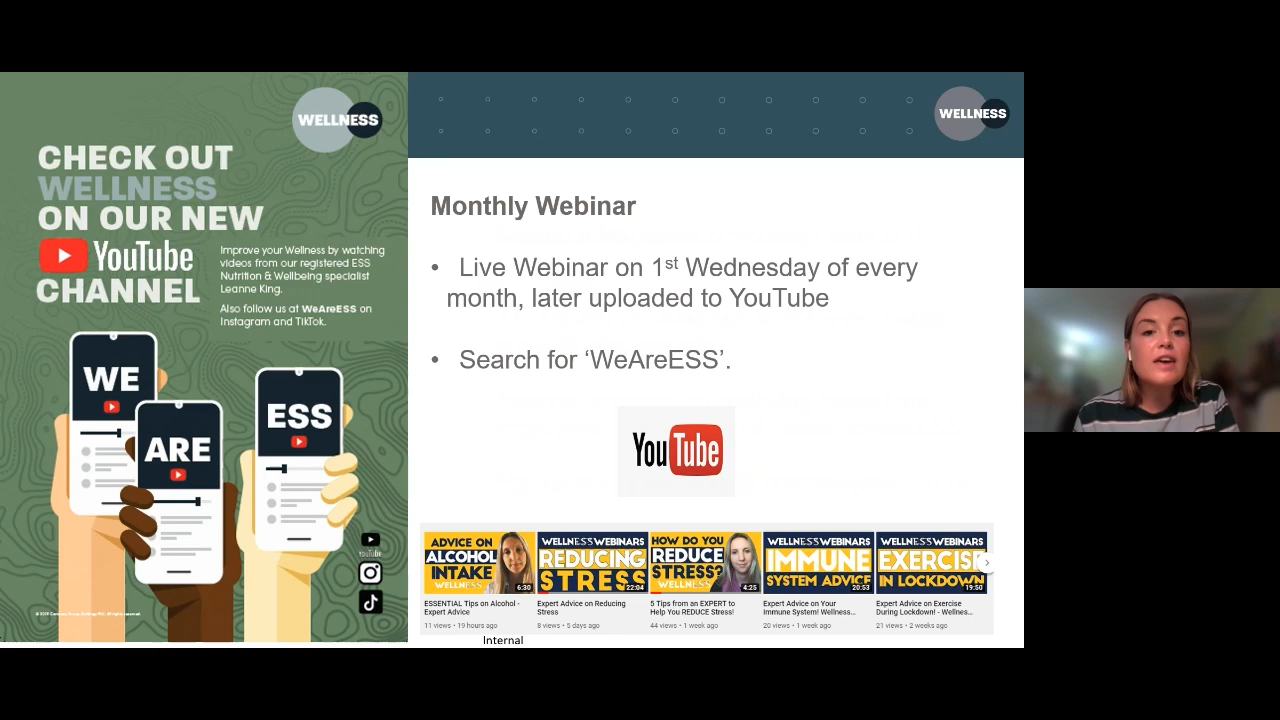 WELLNESS
CHECK OUT
WELLNESS
ON OUR NEW
YouTube
CHANNEL
Improve your Wellness by watching
videos from our registered ESS
Nutrition & Wellbeing specialist
Leanne King.
Also follow us at WeAreESS on
Instagram and TikTok.
WE
ARE
ESS
YouTube
WELLNESS
Monthly Webinar
• Live Webinar on 1st Wednesday of every
month, later uploaded to YouTube
• Search for ‘WeAreESS’.
YouTube
ADVICE ON
ALCOHOL
INTAKE
WELLNESS
6:30
ESSENTIAL Tips on Alcohol -
Expert Advice
11 views • 19 hours ago
WELLNESS WEBINARS
REDUCING
STRESS
22:04
Expert Advice on Reducing
Stress
8 views • 5 days ago
HOW DO YOU
REDUCE
STRESS?
WELLNESS
4:25
5 Tips from an EXPERT to
Help You REDUCE Stress!
44 views • 1 week ago
WELLNESS WEBINARS
IMMUNE
SYSTEM ADVICE
20:53
Expert Advice on Your
Immune System! Wellness...
20 views • 1 week ago
WELLNESS WEBINARS
EXERCISE
IN LOCKDOWN
19:50
Expert Advice on Exercise
During Lockdown! - Wellnes...
21 views • 2 weeks ago
Internal